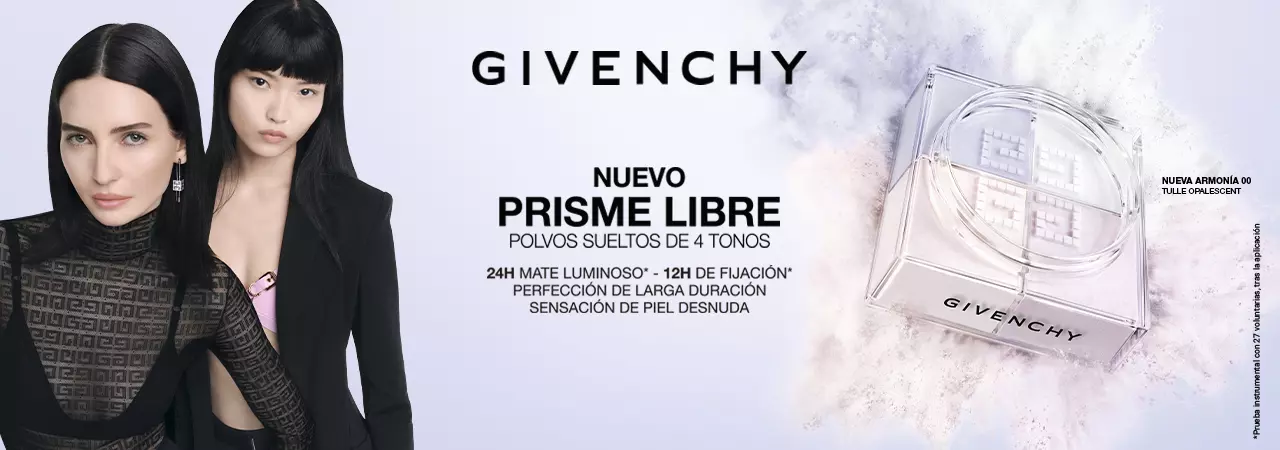 GIVENCHY
NUEVO
PRISME LIBRE
POLVOS SUELTOS DE 4 TONOS
24H MATE LUMINOSO* - 12H DE FIJACIÓN*
PERFECCIÓN DE LARGA DURACIÓN
SENSACIÓN DE PIEL DESNUDA
GIVENCHY
NUEVA ARMONÍA 00
TULLE OPALESCENT
*Prueba instrumental con 27 voluntarias, tras la aplicación